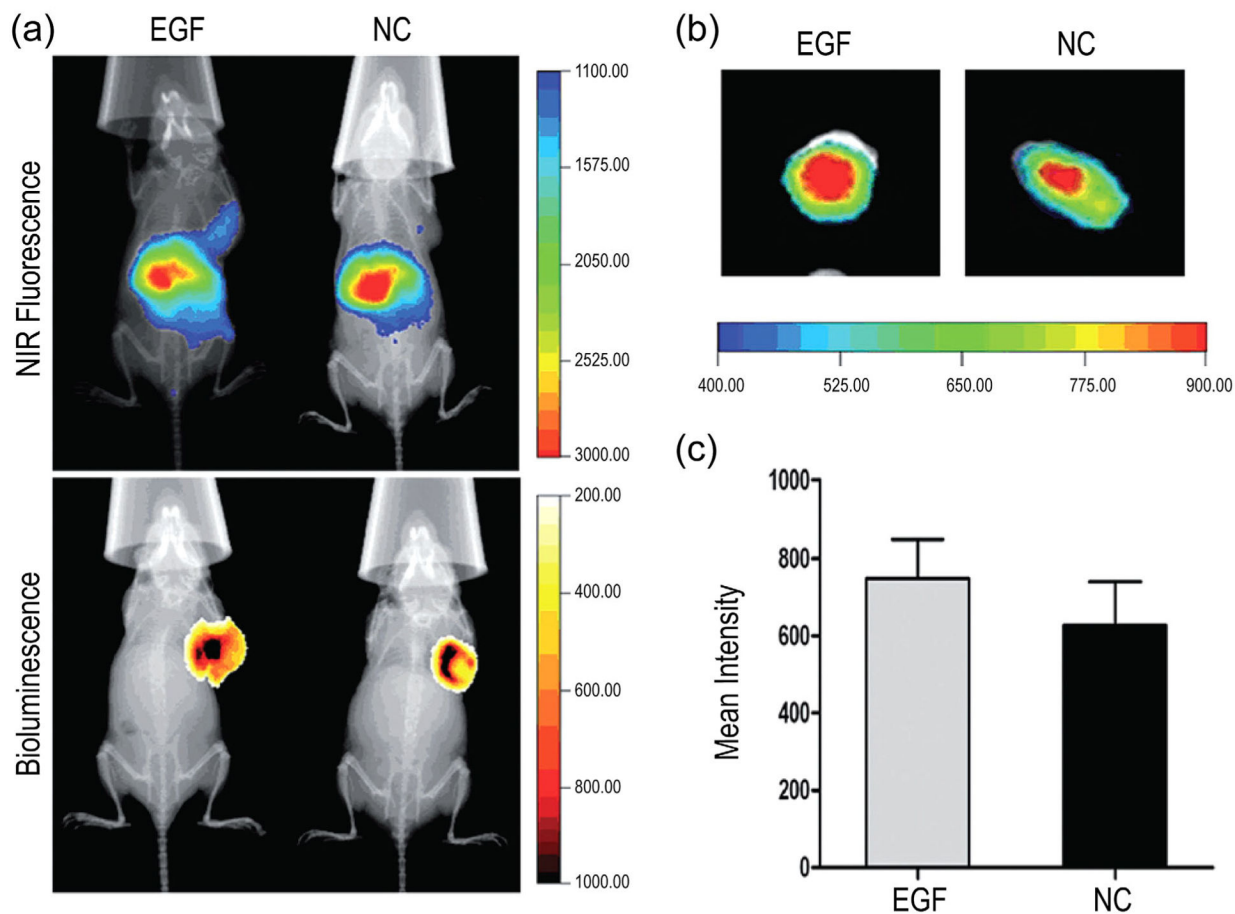 (a)
EGF
NC
NIR Fluorescence
1100.00
1575.00
2050.00
2525.00
3000.00
Bioluminescence
200.00
400.00
600.00
800.00
1000.00
(b)
EGF
NC
400.00
525.00
650.00
775.00
900.00
(c)
Mean Intensity
1000
800
600
400
200
0
EGF
NC